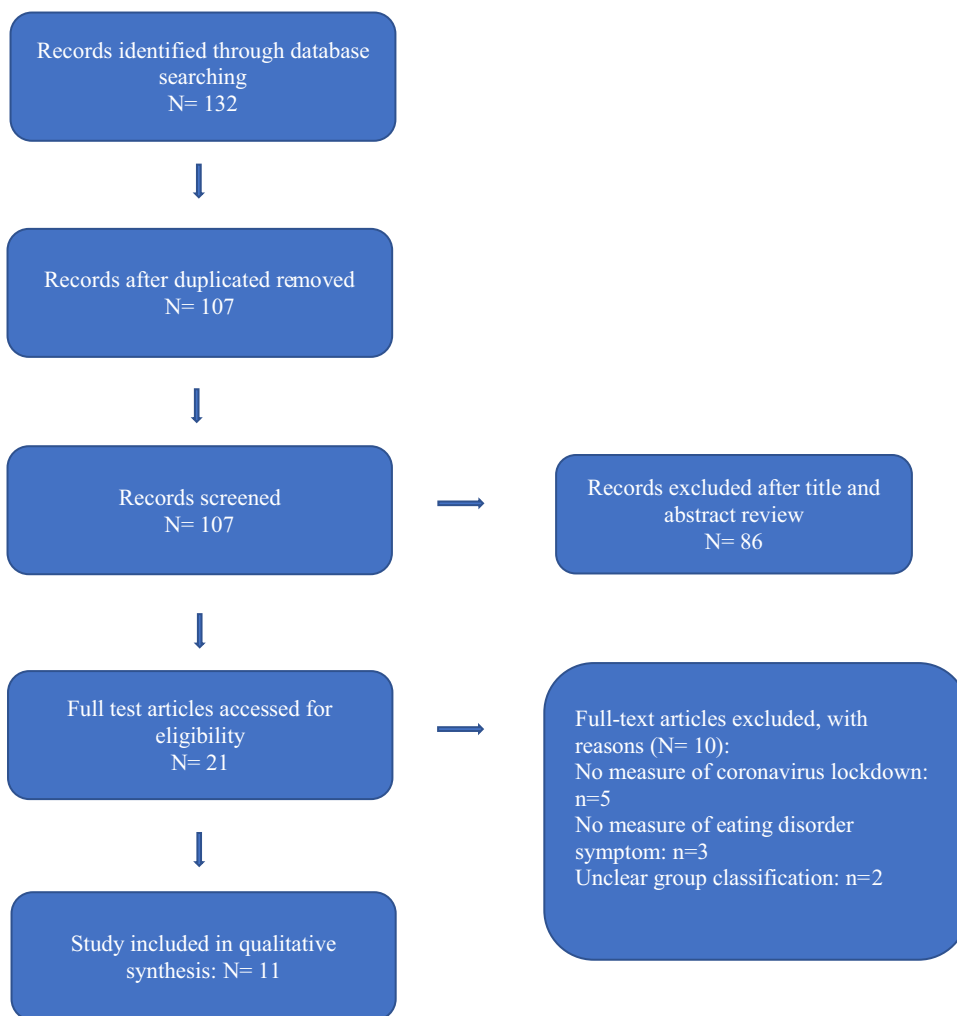 Records identified through database
searching
N= 132
Records after duplicated removed
N= 107
Records screened
N= 107
Records excluded after title and
abstract review
N= 86
Full test articles accessed for
eligibility
N= 21
Full-text articles excluded, with
reasons (N= 10):
No measure of coronavirus lockdown:
n=5
No measure of eating disorder
symptom: n=3
Unclear group classification: n=2
Study included in qualitative
synthesis: N= 11